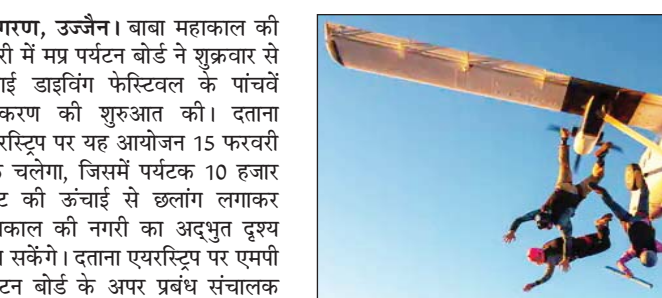 गरण, उज्जैन। बाबा महाकाल की
री में मप्र पर्यटन बोर्ड ने शुक्रवार से
ाई डाइविंग फेस्टिवल के पांचवें
करण की शुरुआत की। दताना
रस्ट्रिप पर यह आयोजन 15 फरवरी
चलेगा, जिसमें पर्यटक 10 हजार
ट की ऊंचाई से छलांग लगाकर
ाकाल की नगरी का अद्भुत दृश्य
सकेंगे। दताना एयरस्ट्रिप पर एमपी
टन बोर्ड के अपर प्रबंध संचालक